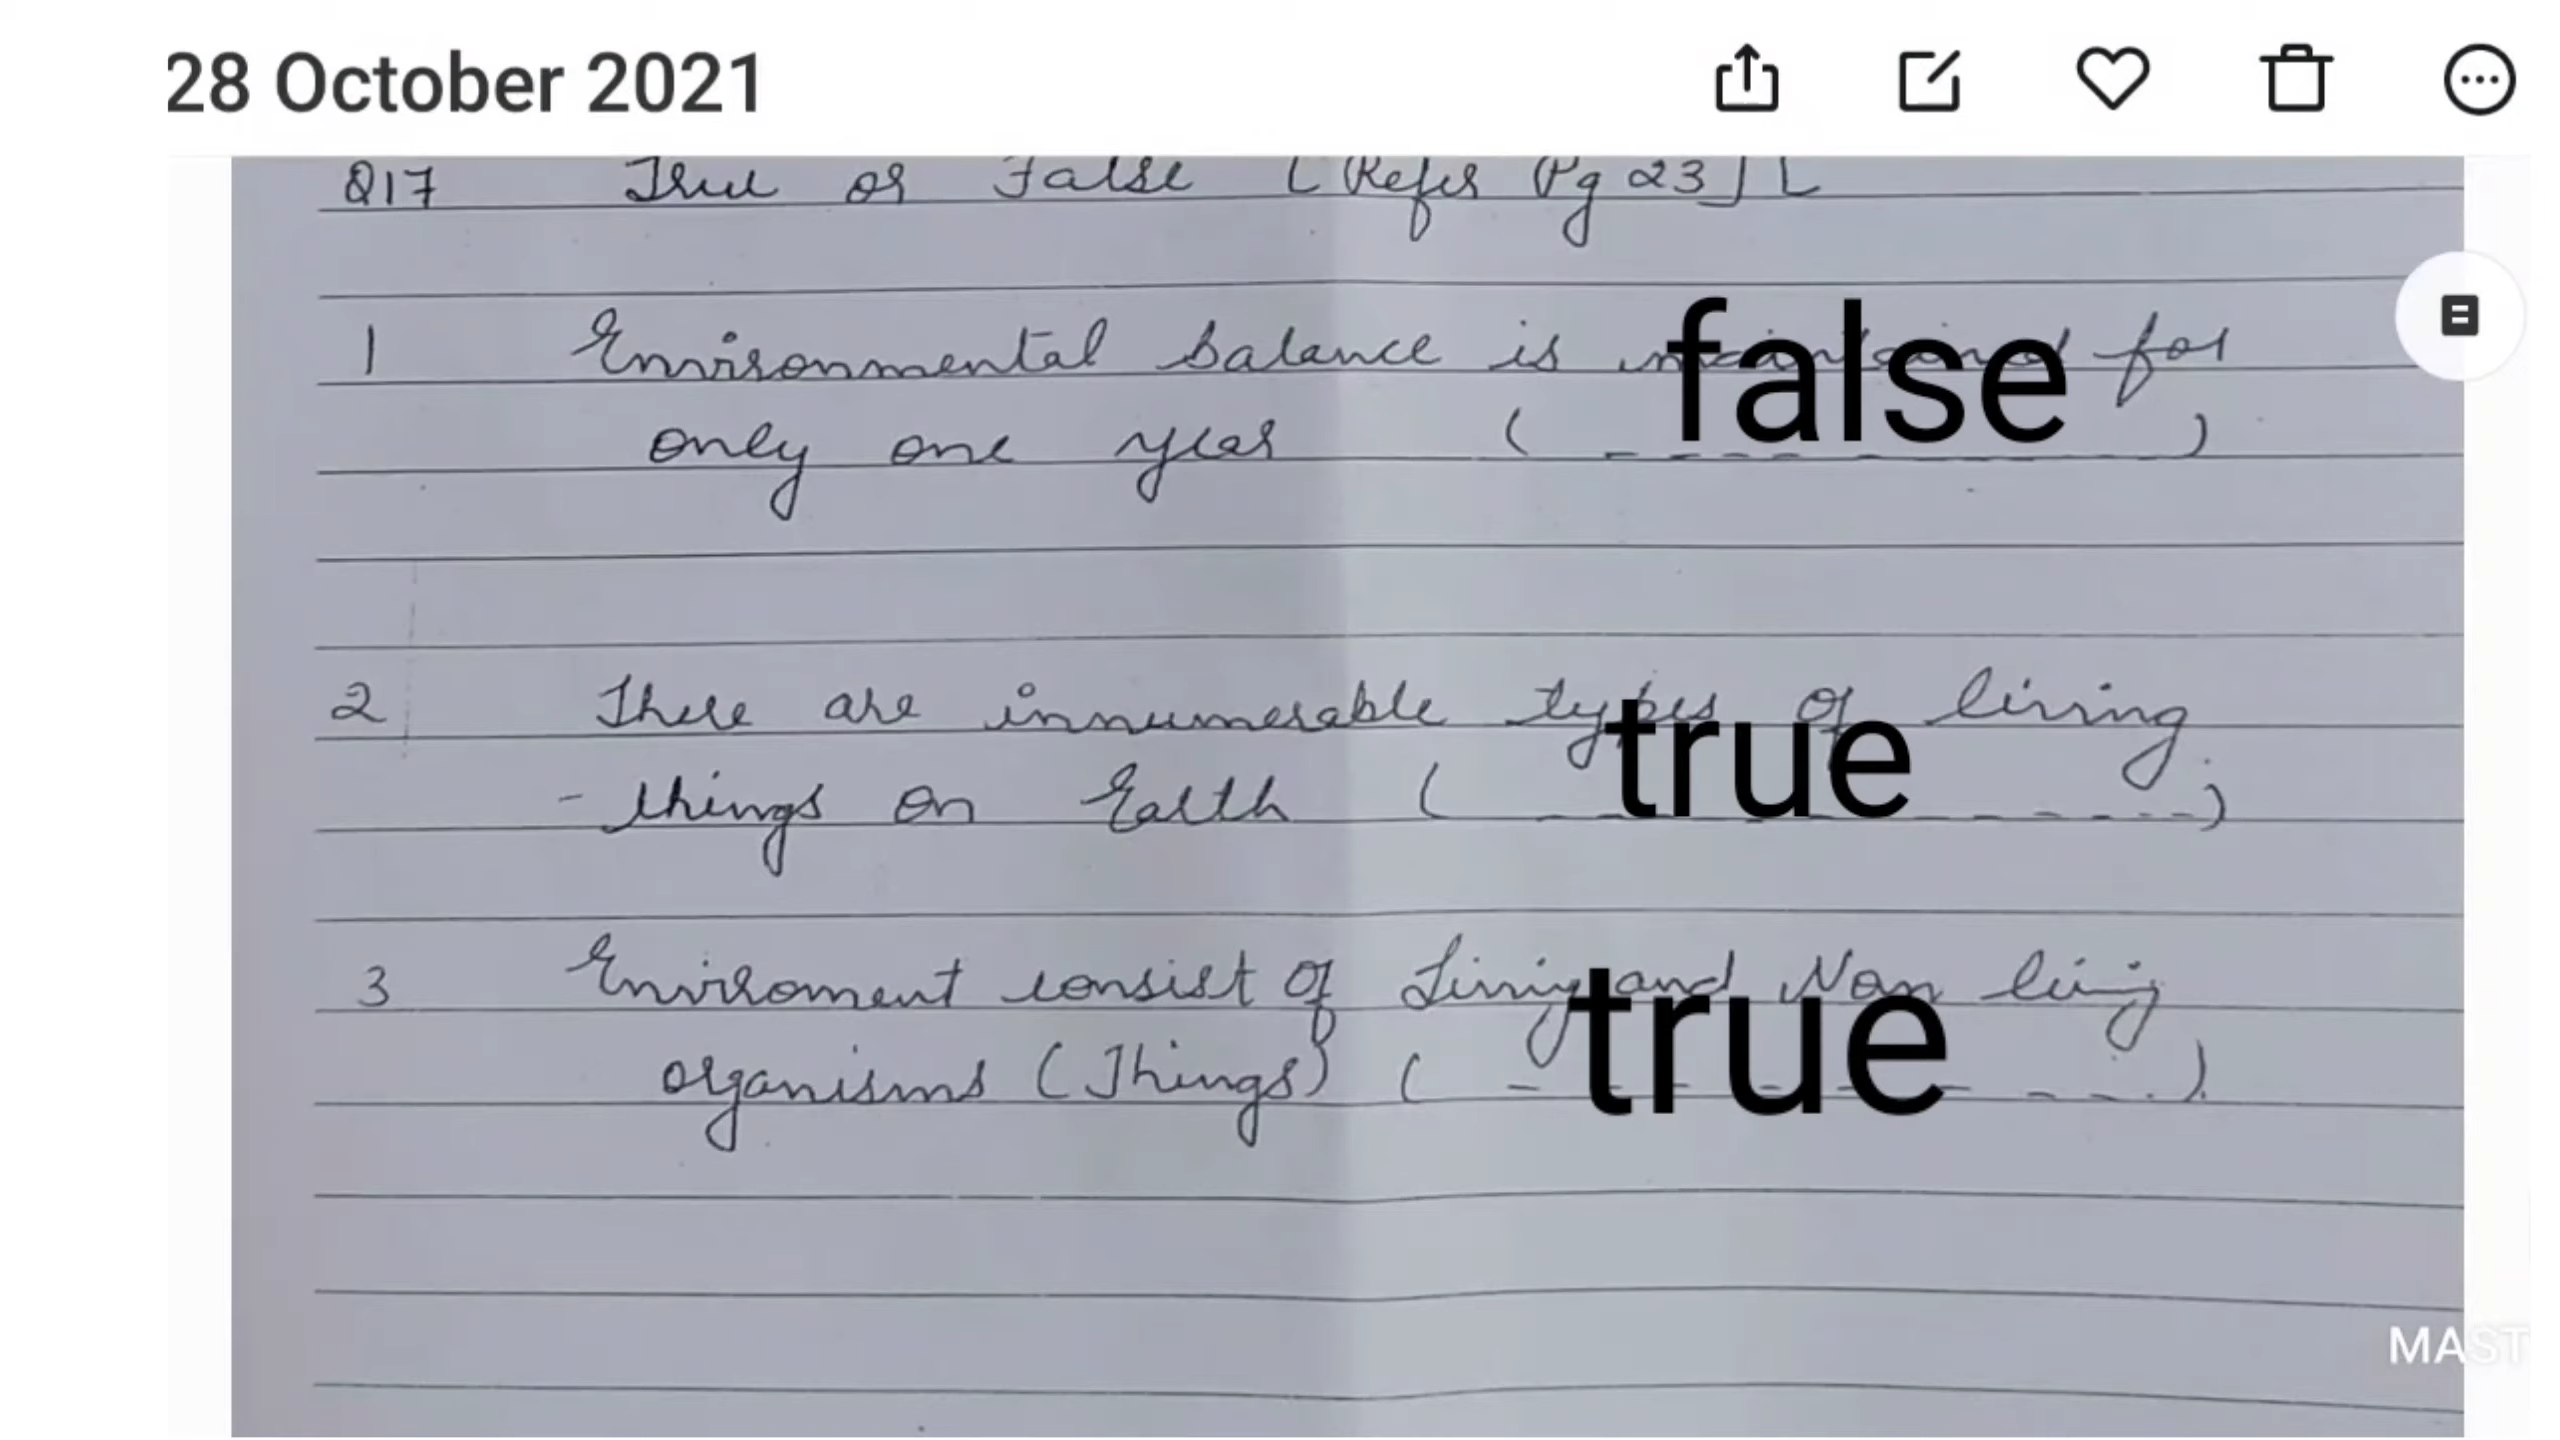 28 October 2021
Q17 True or False [Refer Pg 23] L
1 Environmental balance is maintained for
false
only one year ( - - - - - - - - )
2 There are innumerable types of living
true
- things on Earth ( - - - - - - - - )
3 Enviroment consist of Living and Non living
true
organisms (Things) ( - - - - - - - - ).
MAST